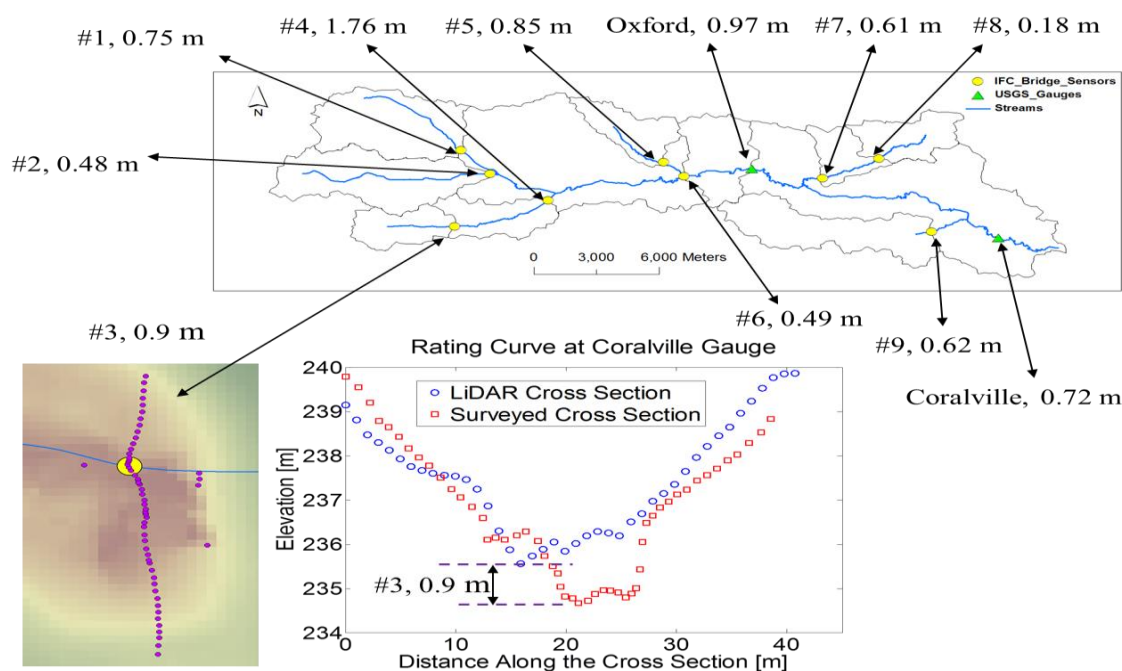 #1, 0.75 m
#4, 1.76 m
#5, 0.85 m
Oxford, 0.97 m
#7, 0.61 m
#8, 0.18 m
#2, 0.48 m
N
IFC_Bridge_Sensors
USGS_Gauges
Streams
0 3,000 6,000 Meters
#3, 0.9 m
#6, 0.49 m
#9, 0.62 m
Coralville, 0.72 m
Rating Curve at Coralville Gauge
LiDAR Cross Section
Surveyed Cross Section
Elevation [m]
240
239
238
237
236
235
234
#3, 0.9 m
0 10 20 30 40
Distance Along the Cross Section [m]